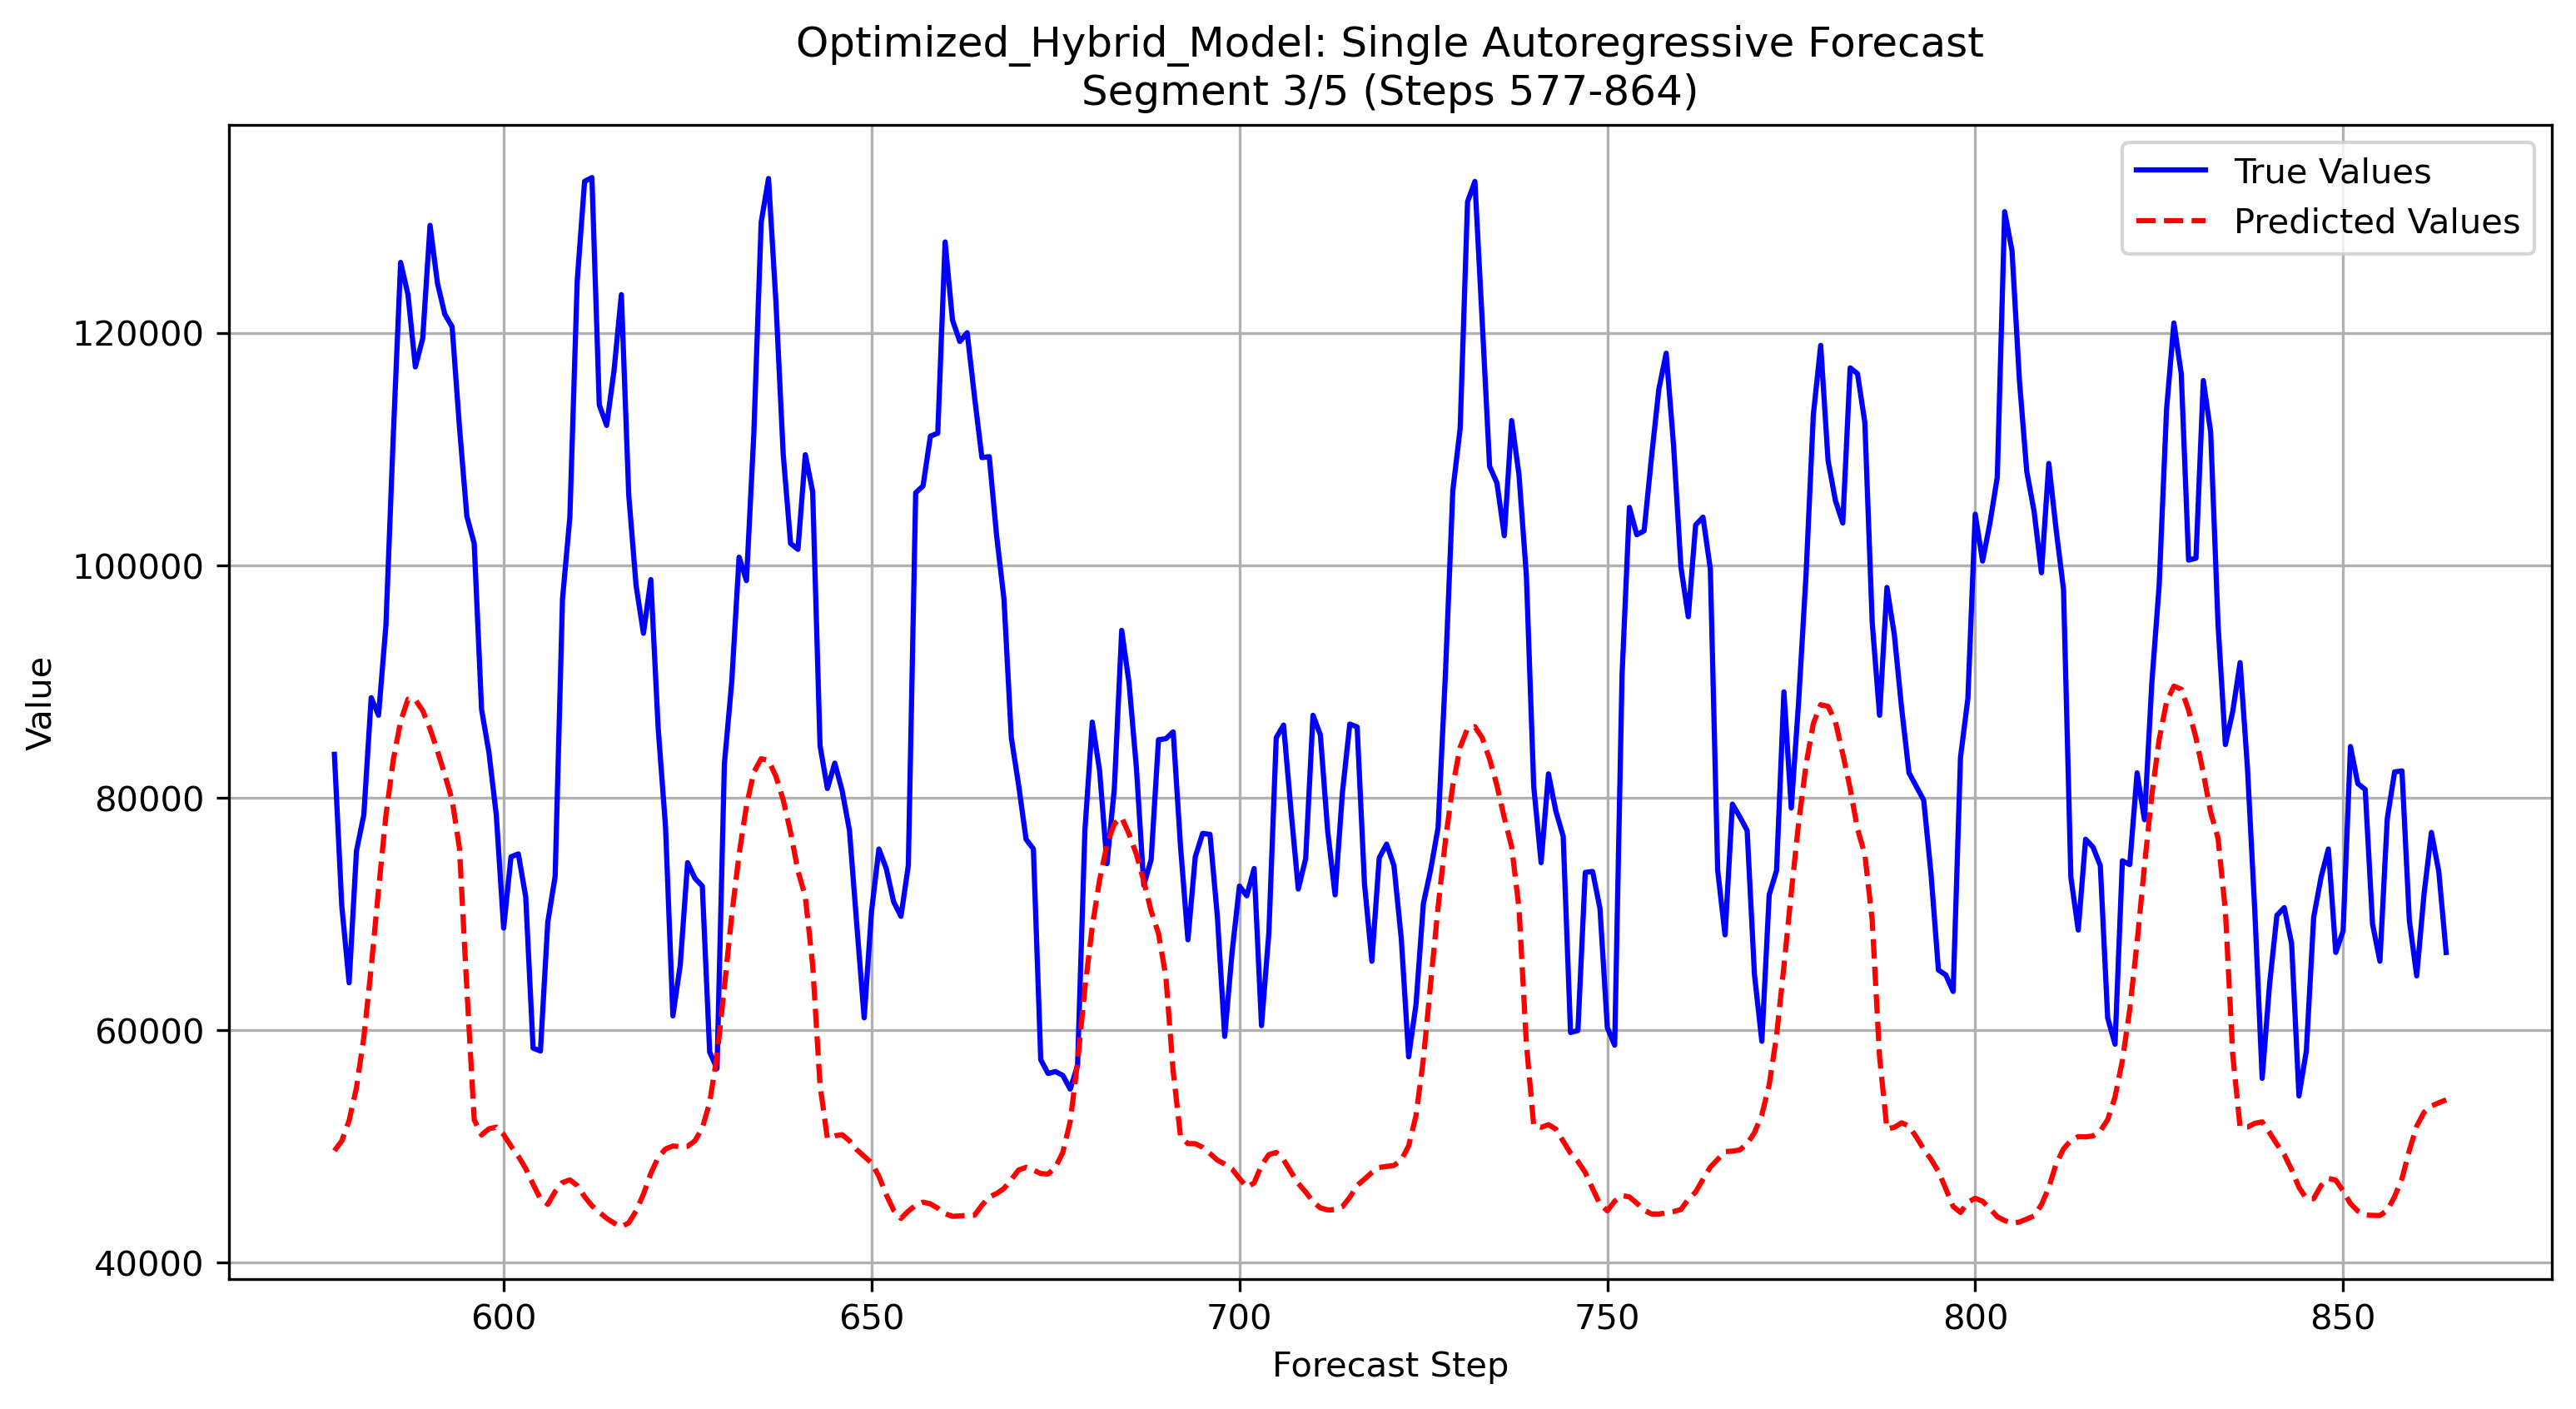 Optimized_Hybrid_Model: Single Autoregressive Forecast
Segment 3/5 (Steps 577-864)
True Values
Predicted Values
Value
120000
100000
80000
60000
40000
600
650
700
750
800
850
Forecast Step